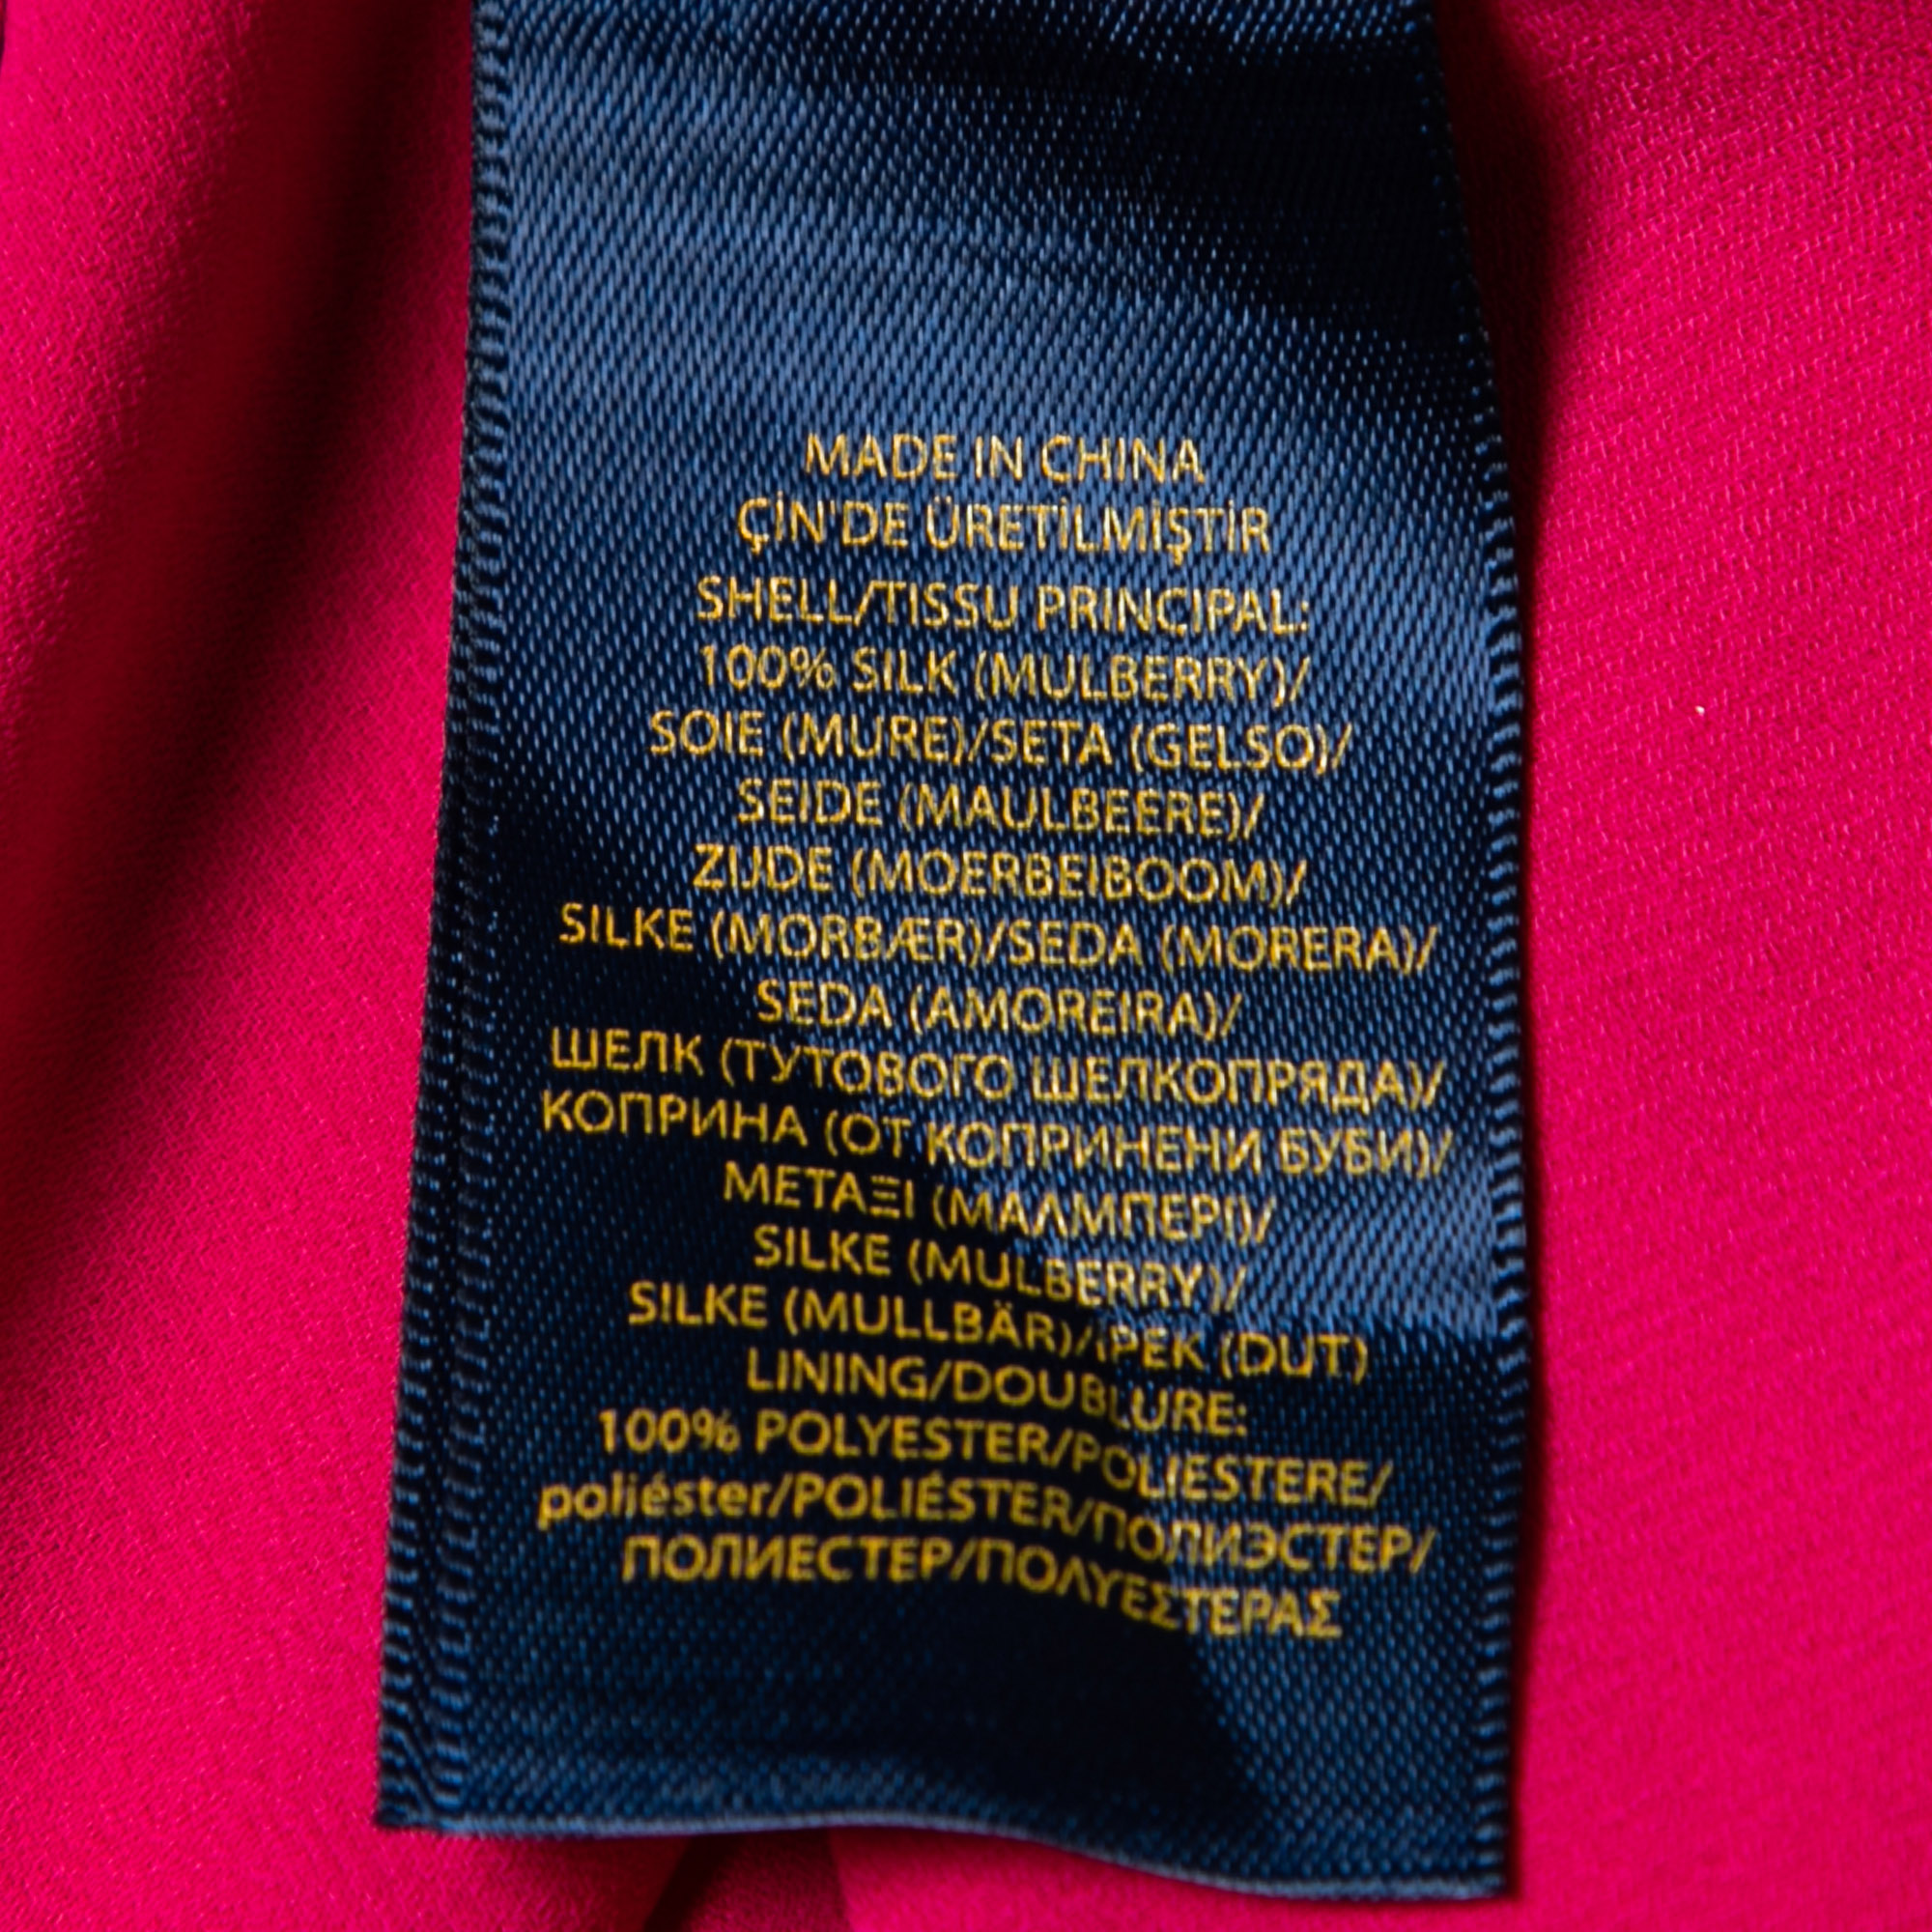 MADE IN CHINA
ÇİN'DE ÜRETİLMİŞTİR
SHELL/TISSU PRINCIPAL:
100% SILK (MULBERRY)/
SOIE (MURE)/SETA (GELSO)/
SEIDE (MAULBEERE)/
ZIJDE (MOERBEIBOOM)/
SILKE (MORBÆR)/SEDA (MORERA)/
SEDA (AMOREIRA)/
ШЕЛК (ТУТОВОГО ШЕЛКОПРЯДА)/
КОПРИНА (ОТ КОПРИНЕНИ БУБИ)/
ΜΕΤΑΞΙ (ΜΑΛΜΠΕΡΙ)/
SILKE (MULBERRY)/
SILKE (MULLBÄR)/İPEK (DUT)
LINING/DOUBLURE:
100% POLYESTER/POLIESTERE/
poliéster/POLIÉSTER/ПОЛИЭСТЕР/
ПОЛИЕСТЕР/ΠΟΛΥΕΣΤΕΡΑΣ